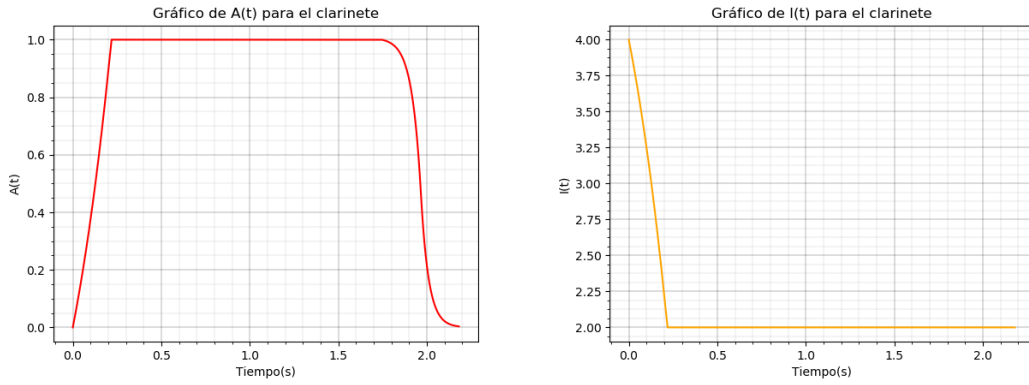 Gráfico de A(t) para el clarinete
1.0
0.8
0.6
0.4
0.2
0.0
A(t)
0.0 0.5 1.0 1.5 2.0
Tiempo(s)
Gráfico de I(t) para el clarinete
4.00
3.75
3.50
3.25
3.00
2.75
2.50
2.25
2.00
I(t)
0.0 0.5 1.0 1.5 2.0
Tiempo(s)